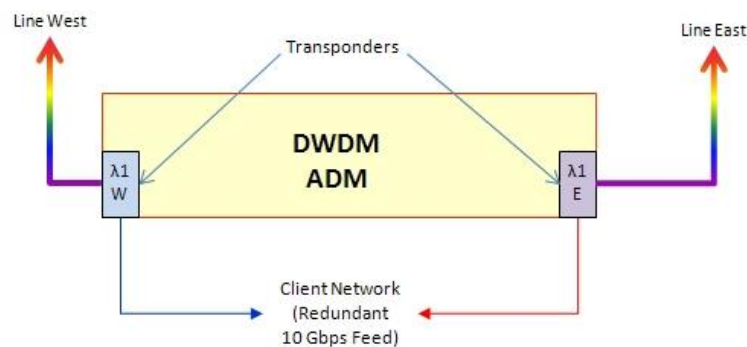 Line West
Transponders
Line East
DWDM
ADM
λ1
W
λ1
E
Client Network
(Redundant
10 Gbps Feed)